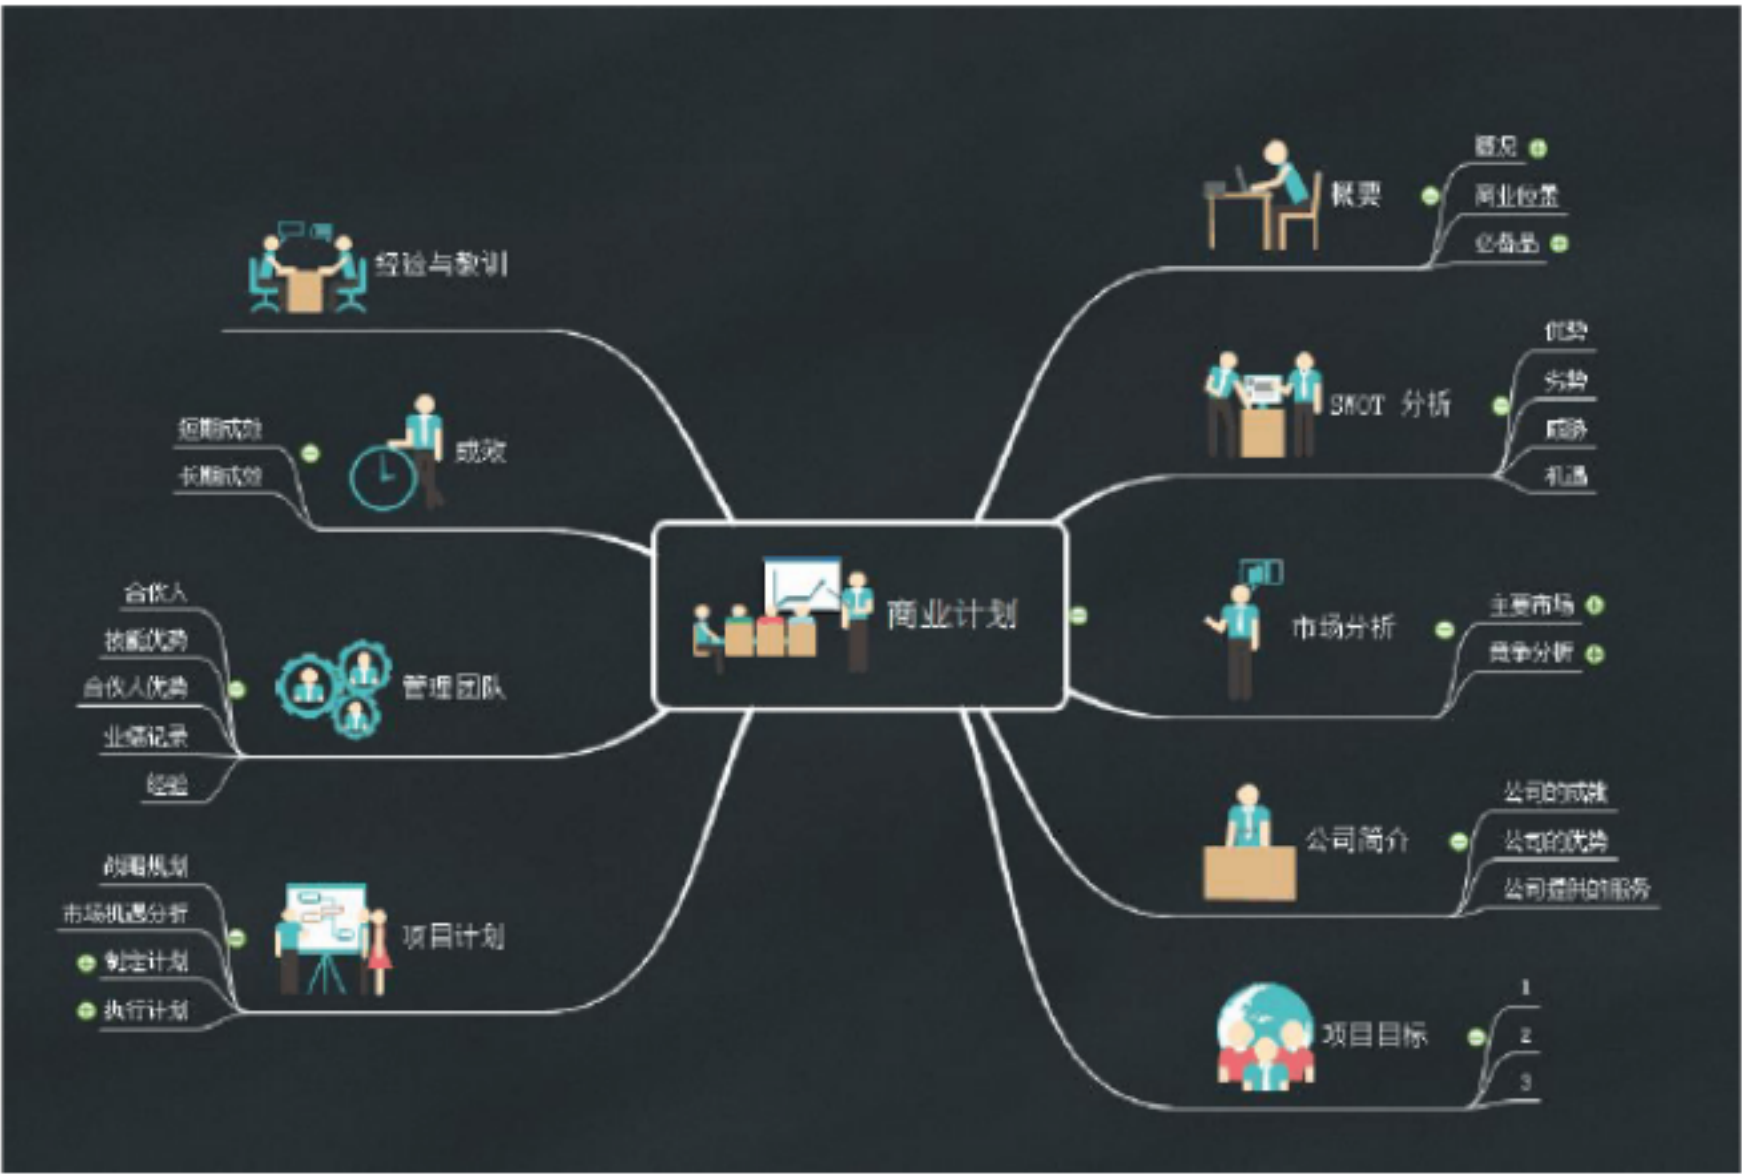 商业计划
概要
概况
商业位置
必备品
SWOT 分析
优势
劣势
威胁
机遇
市场分析
主要市场
竞争分析
公司简介
公司的成就
公司的优势
公司提供的服务
项目目标
1
2
3
经验与教训
成效
短期成效
长期成效
管理团队
合伙人
技能优势
合伙人优势
业绩记录
经验
项目计划
战略规划
市场机遇分析
制定计划
执行计划